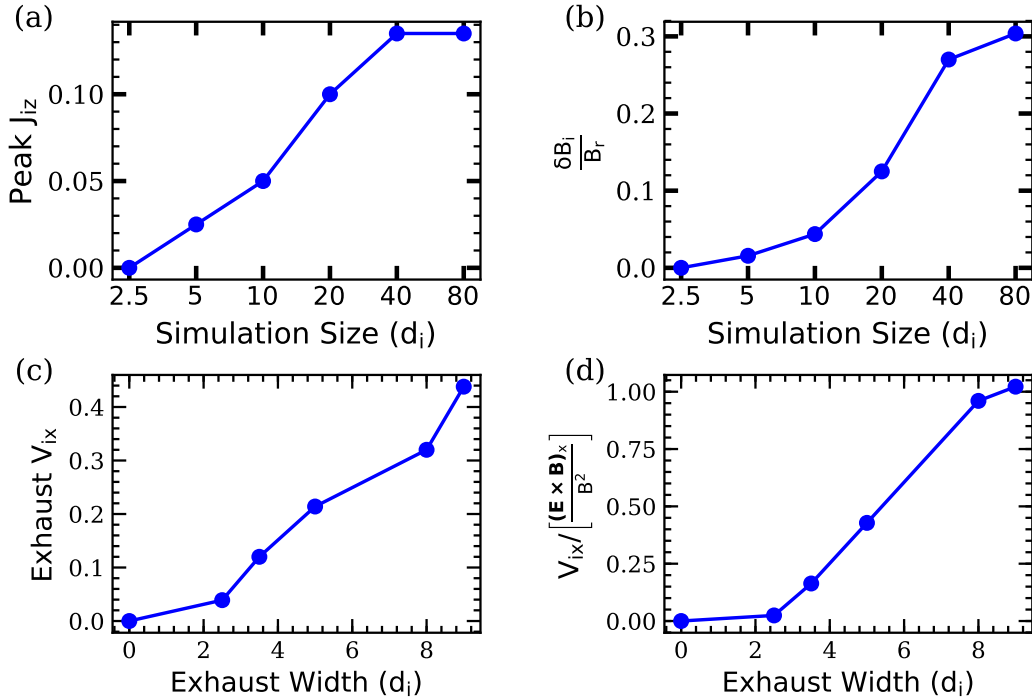 (a)
Peak J_iz
0.10
0.05
0.00
2.5 5 10 20 40 80
Simulation Size (d_i)
(b)
δB_i / B_r
0.3
0.2
0.1
0.0
2.5 5 10 20 40 80
Simulation Size (d_i)
(c)
Exhaust V_ix
0.4
0.3
0.2
0.1
0.0
0 2 4 6 8
Exhaust Width (d_i)
(d)
V_ix/[(E × B)_x / B²]
1.00
0.75
0.50
0.25
0.00
0 2 4 6 8
Exhaust Width (d_i)